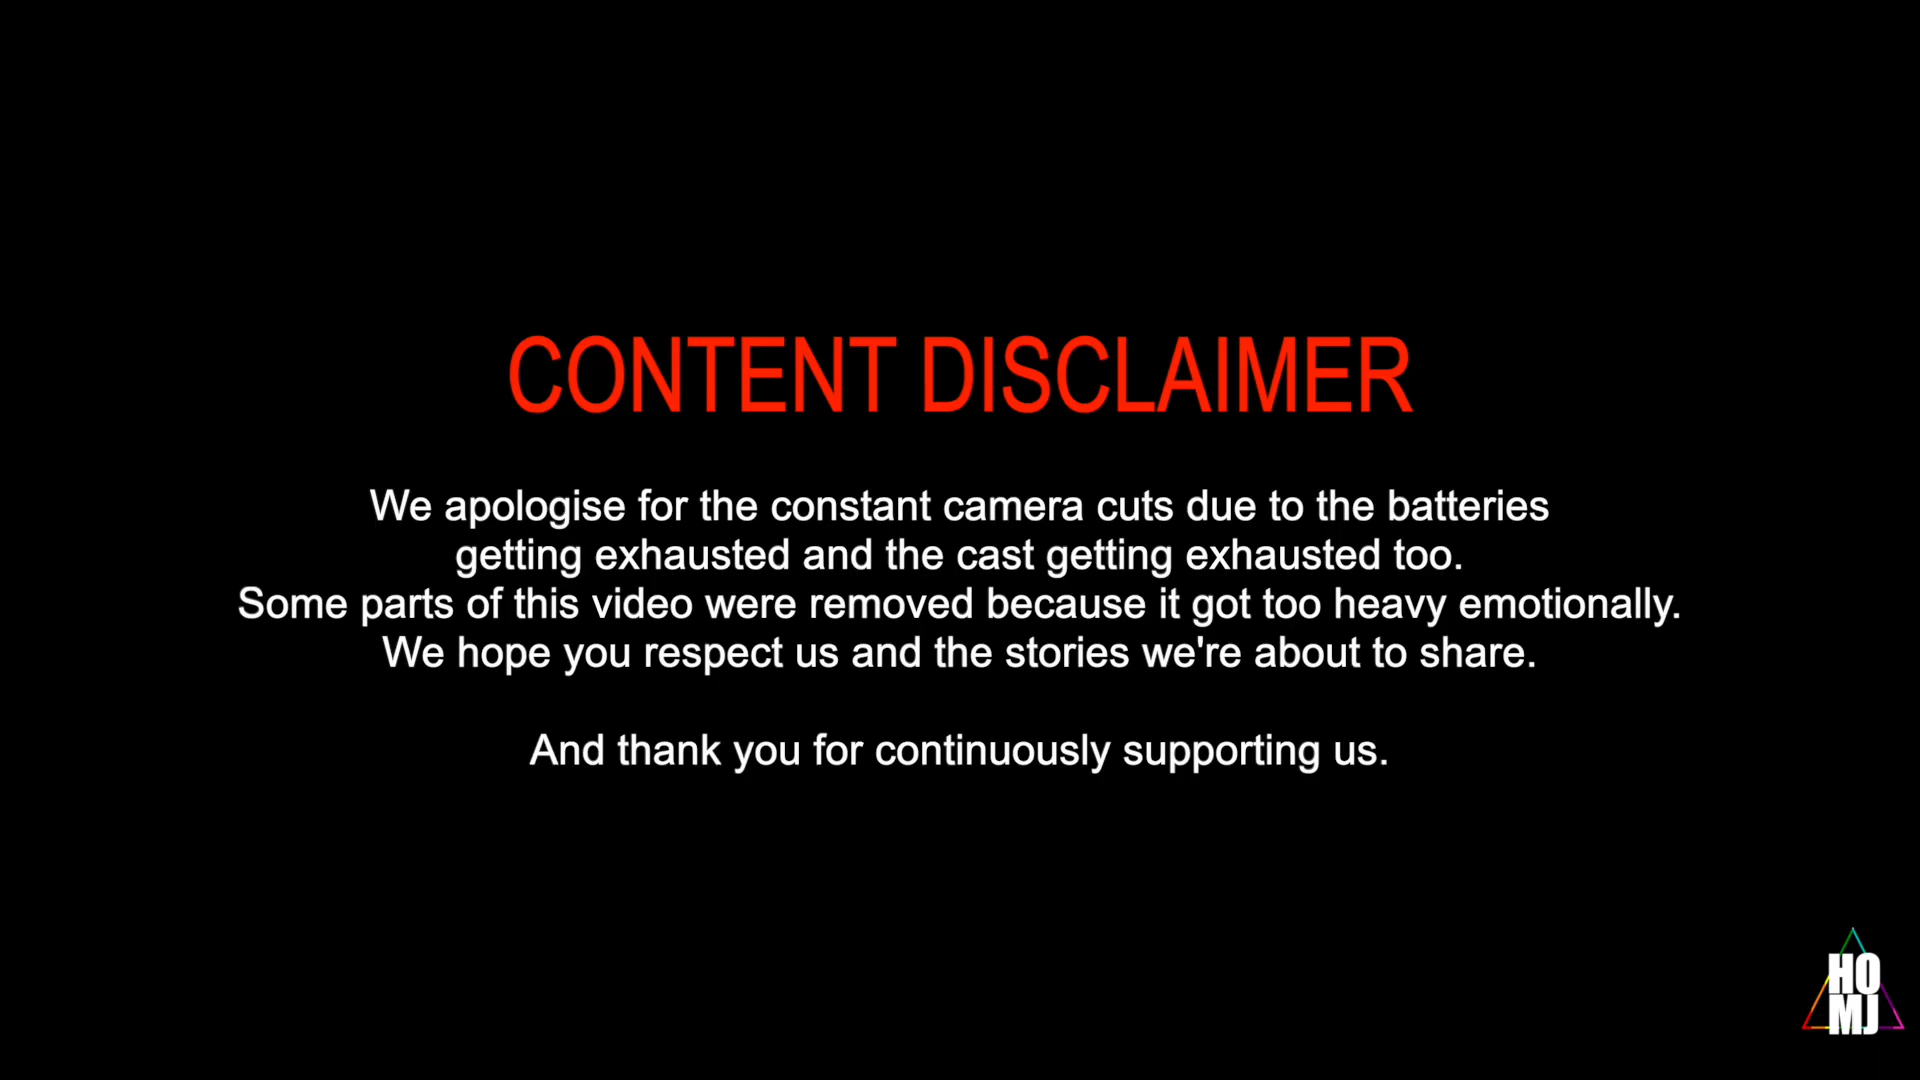 CONTENT DISCLAIMER
We apologise for the constant camera cuts due to the batteries
getting exhausted and the cast getting exhausted too.
Some parts of this video were removed because it got too heavy emotionally.
We hope you respect us and the stories we're about to share.
And thank you for continuously supporting us.
HO
MJ